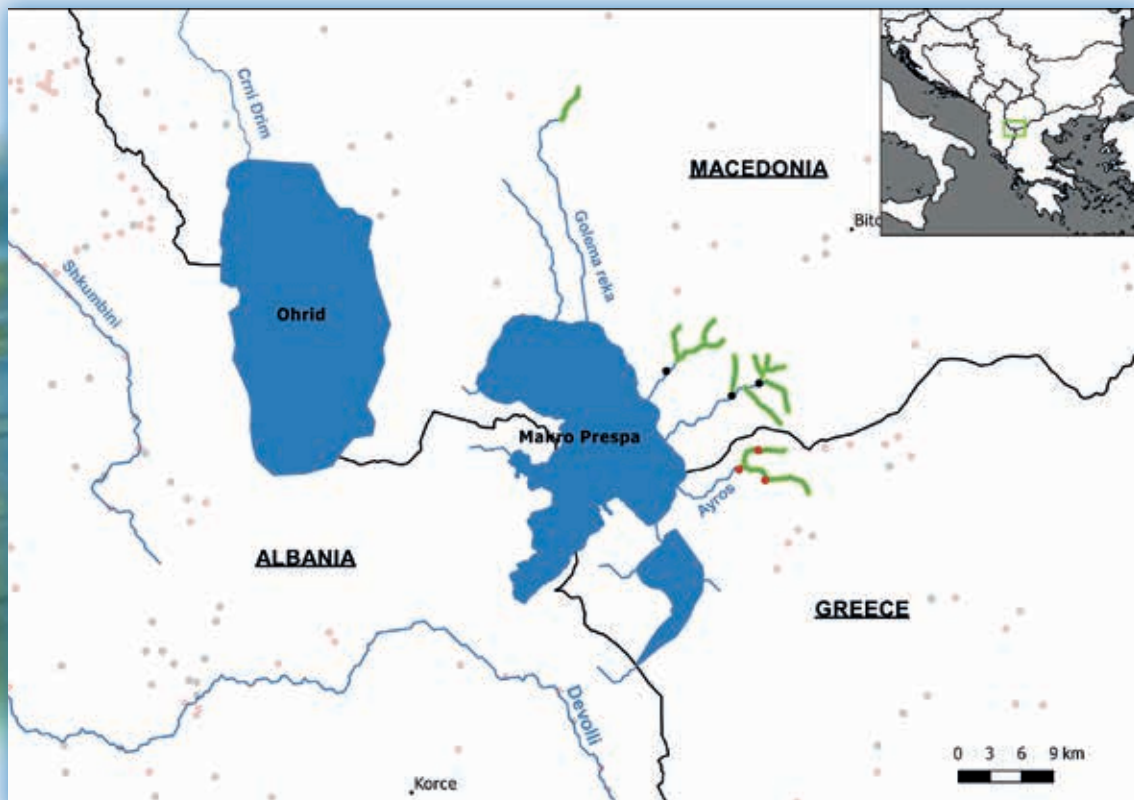 Crni Drim
MACEDONIA
Golema reka
Shkumbini
Ohrid
Makro Prespa
Ayros
ALBANIA
GREECE
Devolli
0 3 6 9 km
Korce